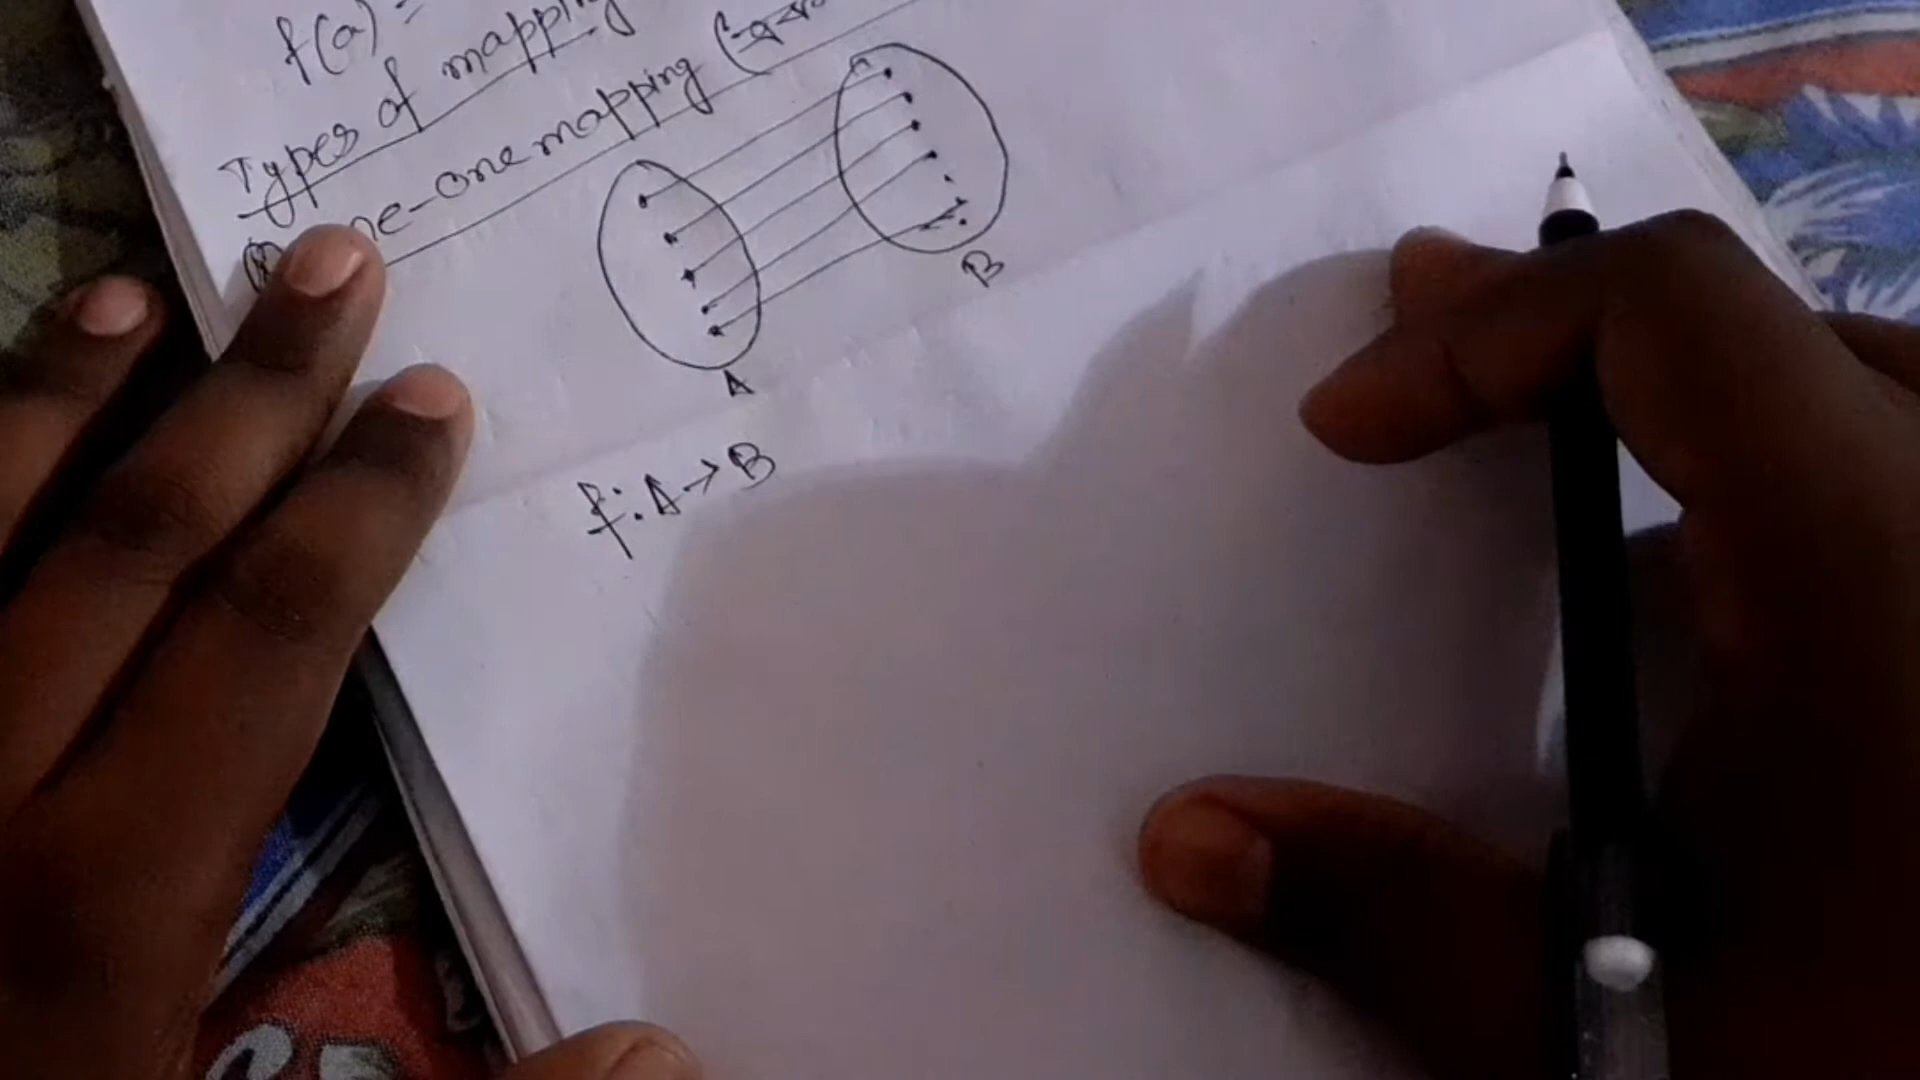 f(a) =
Types of mapping
one-one mapping (
A
B
f: A → B